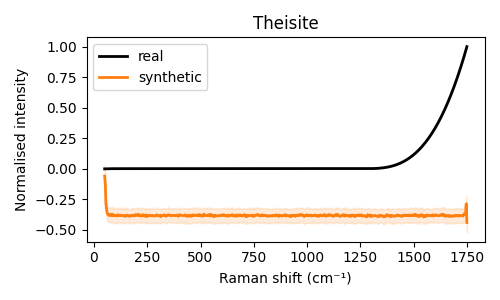 Theisite
real
synthetic
Normalised intensity
1.00
0.75
0.50
0.25
0.00
−0.25
−0.50
0 250 500 750 1000 1250 1500 1750
Raman shift (cm⁻¹)